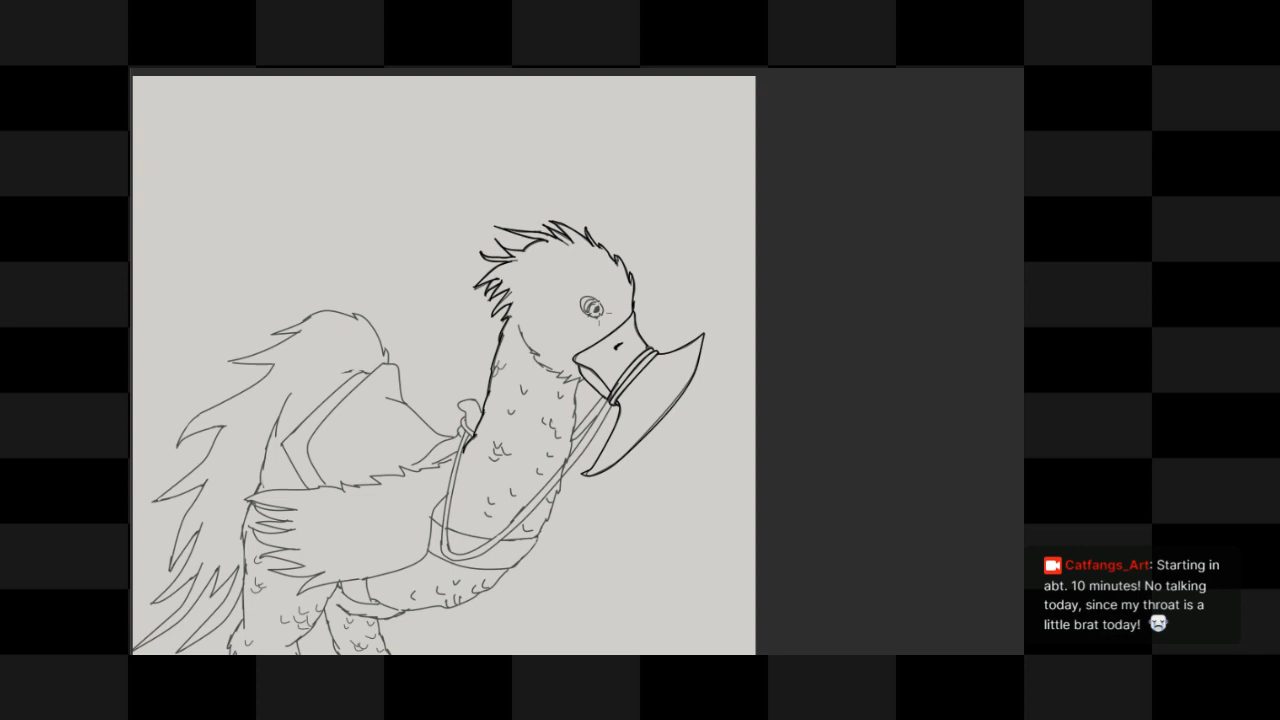 Catfangs_Art: Starting in
abt. 10 minutes! No talking
today, since my throat is a
little brat today!